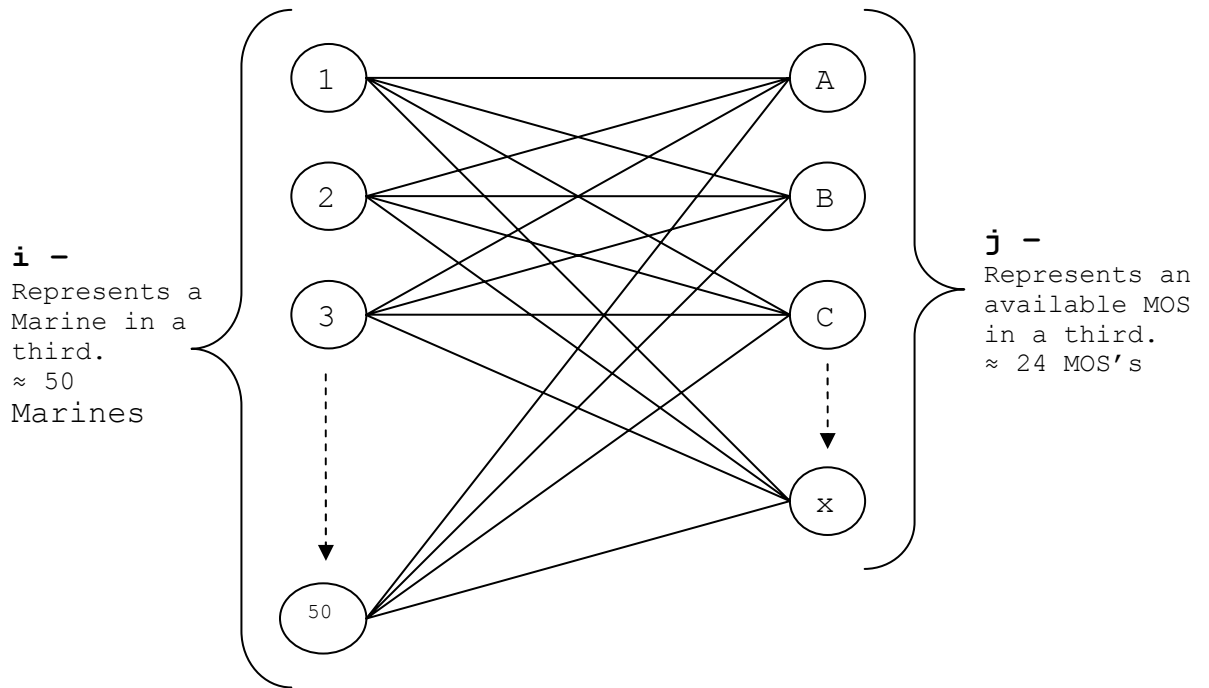 i –
Represents a
Marine in a
third.
≈ 50
Marines
1
2
3
50
A
B
C
x
j –
Represents an
available MOS
in a third.
≈ 24 MOS’s